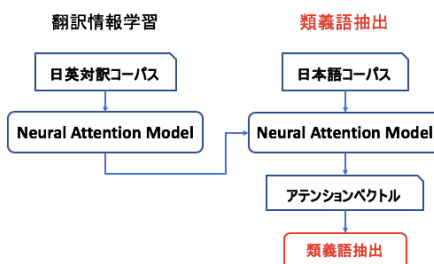 翻訳情報学習
日英対訳コーパス
Neural Attention Model
類義語抽出
日本語コーパス
Neural Attention Model
アテンションベクトル
類義語抽出